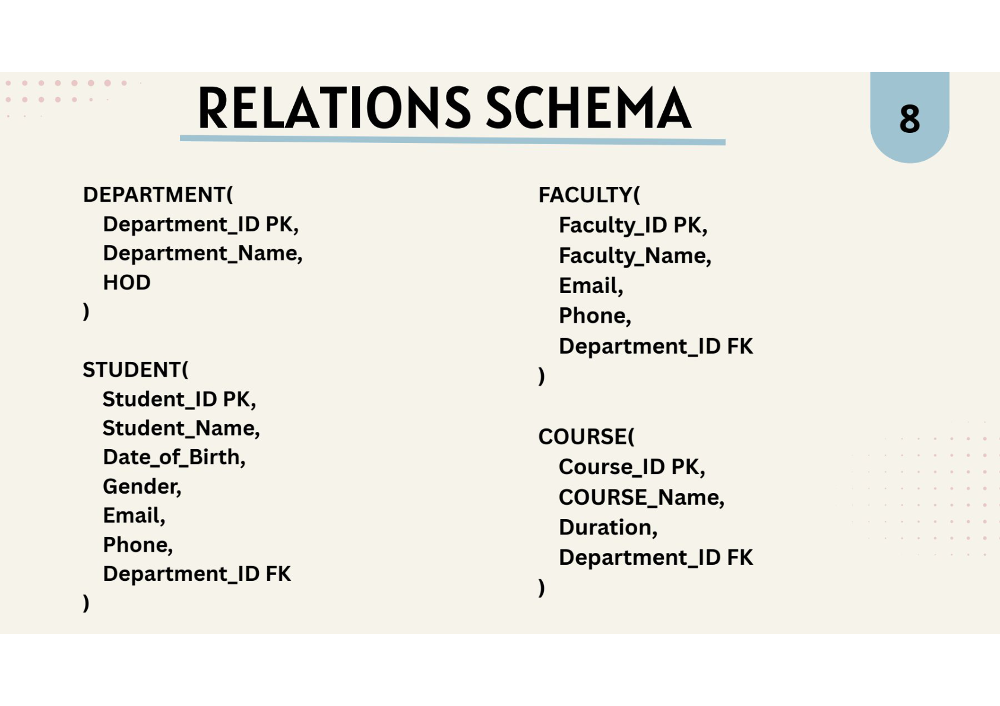 RELATIONS SCHEMA
8
DEPARTMENT(
Department_ID PK,
Department_Name,
HOD
)
STUDENT(
Student_ID PK,
Student_Name,
Date_of_Birth,
Gender,
Email,
Phone,
Department_ID FK
)
FACULTY(
Faculty_ID PK,
Faculty_Name,
Email,
Phone,
Department_ID FK
)
COURSE(
Course_ID PK,
COURSE_Name,
Duration,
Department_ID FK
)